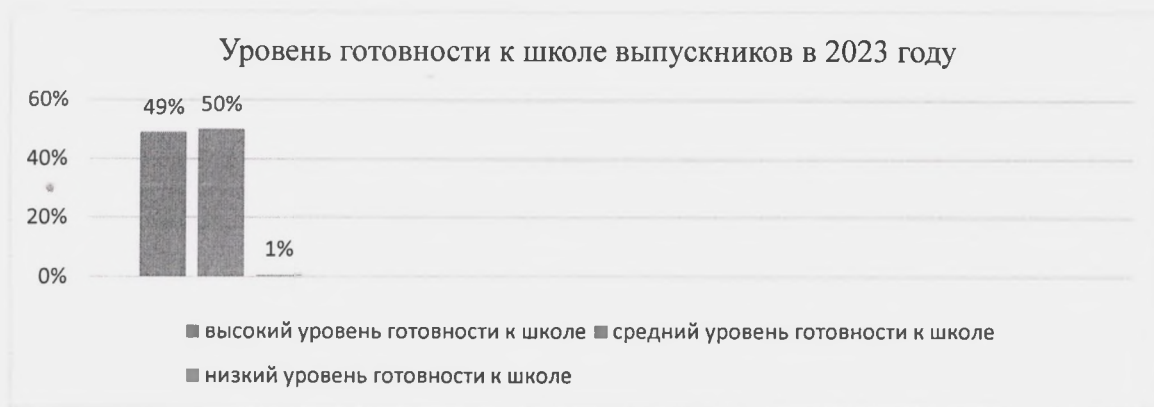 Уровень готовности к школе выпускников в 2023 году
60%
49% 50%
40%
20%
1%
0%
высокий уровень готовности к школе средний уровень готовности к школе
низкий уровень готовности к школе